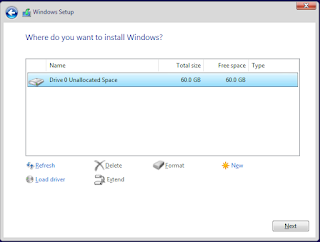 Windows Setup
Where do you want to install Windows?
Name Total size Free space Type
Drive 0 Unallocated Space 60.0 GB 60.0 GB
Refresh Delete Format New
Load driver Extend
Next